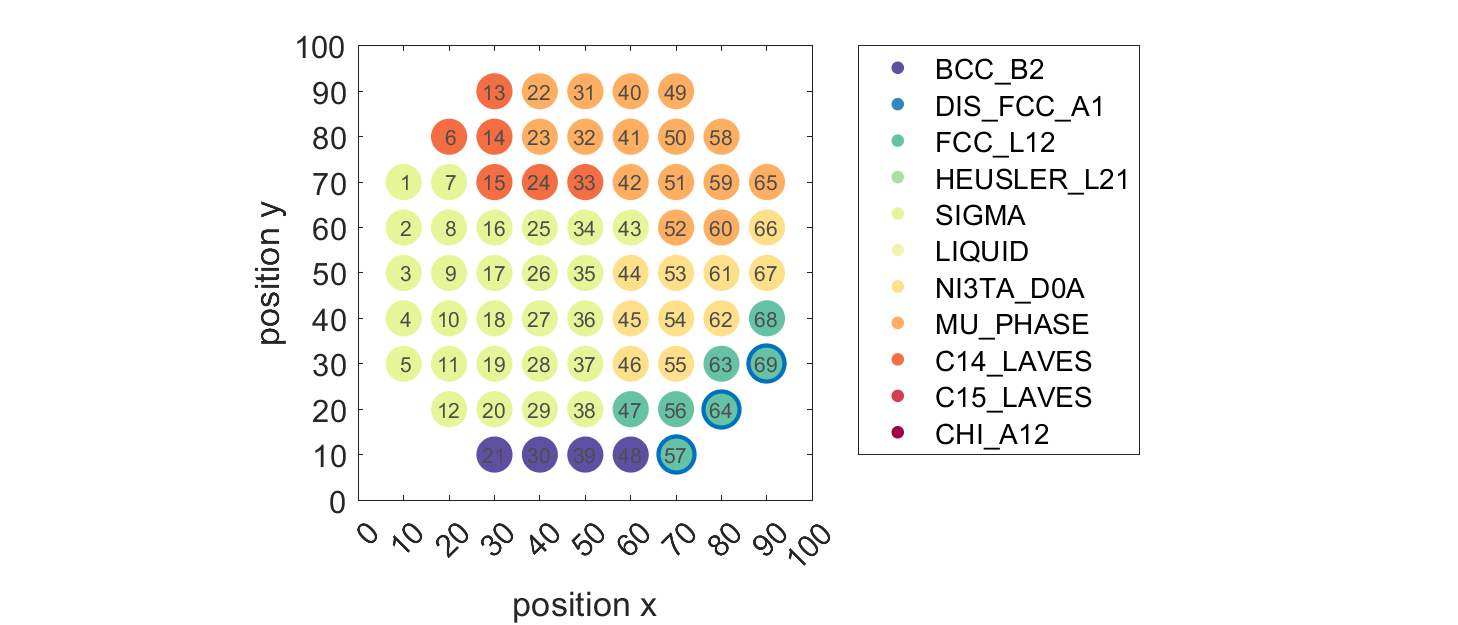 100
90
80
70
60
50
40
30
20
10
0
position y
13 22 31 40 49
6 14 23 32 41 50 58
1 7 15 24 33 42 51 59 65
2 8 16 25 34 43 52 60 66
3 9 17 26 35 44 53 61 67
4 10 18 27 36 45 54 62 68
5 11 19 28 37 46 55 63 69
12 20 29 38 47 56 64
21 30 39 48 57
0 10 20 30 40 50 60 70 80 90 100
position x
BCC_B2
DIS_FCC_A1
FCC_L12
HEUSLER_L21
SIGMA
LIQUID
NI3TA_D0A
MU_PHASE
C14_LAVES
C15_LAVES
CHI_A12